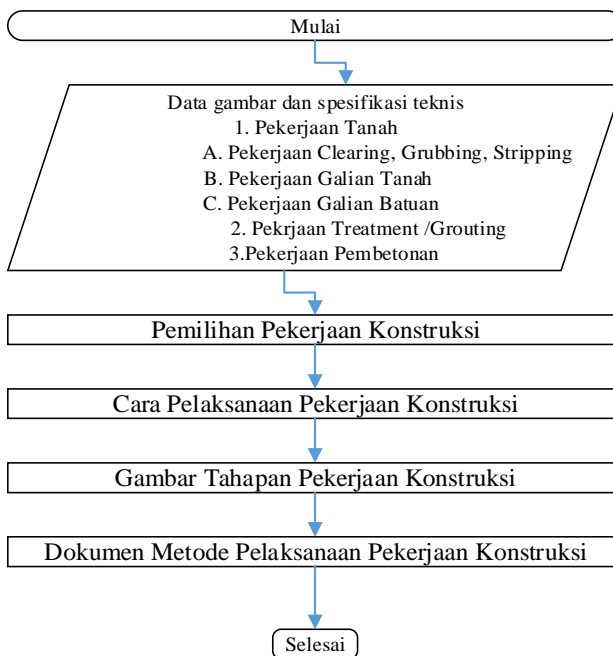 Mulai
Data gambar dan spesifikasi teknis
1. Pekerjaan Tanah
A. Pekerjaan Clearing, Grubbing, Stripping
B. Pekerjaan Galian Tanah
C. Pekerjaan Galian Batuan
2. Pekrjaan Treatment /Grouting
3.Pekerjaan Pembetonan
Pemilihan Pekerjaan Konstruksi
Cara Pelaksanaan Pekerjaan Konstruksi
Gambar Tahapan Pekerjaan Konstruksi
Dokumen Metode Pelaksanaan Pekerjaan Konstruksi
Selesai